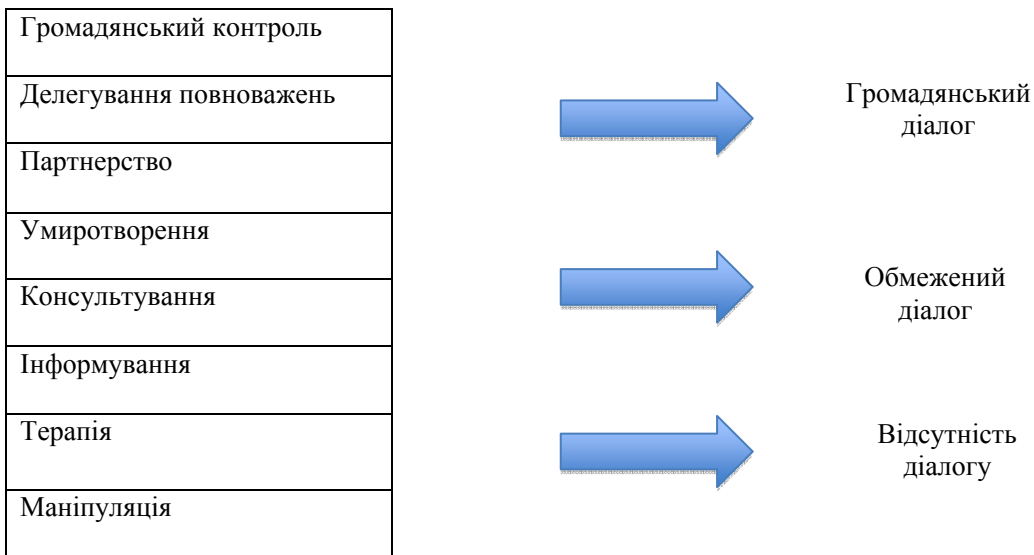 Громадянський контроль
Делегування повноважень
Партнерство
Умиротворення
Консультування
Інформування
Терапія
Маніпуляція
Громадянський
діалог
Обмежений
діалог
Відсутність
діалогу